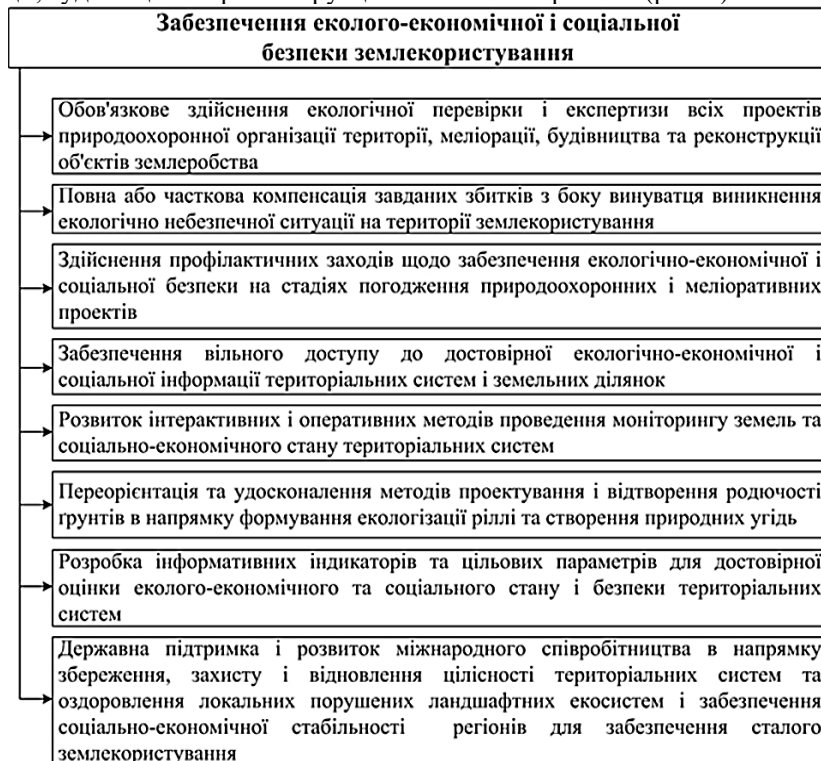 Забезпечення еколого-економічної і соціальної
безпеки землекористування
Обов'язкове здійснення екологічної перевірки і експертизи всіх проектів
природоохоронної організації території, меліорації, будівництва та реконструкції
об'єктів землеробства
Повна або часткова компенсація завданих збитків з боку винуватця виникнення
екологічно небезпечної ситуації на території землекористування
Здійснення профілактичних заходів щодо забезпечення екологічно-економічної і
соціальної безпеки на стадіях погодження природоохоронних і меліоративних
проектів
Забезпечення вільного доступу до достовірної екологічно-економічної і
соціальної інформації територіальних систем і земельних ділянок
Розвиток інтерактивних і оперативних методів проведення моніторингу земель та
соціально-економічного стану територіальних систем
Переорієнтація та удосконалення методів проектування і відтворення родючості
ґрунтів в напрямку формування екологізації ріллі та створення природних угідь
Розробка інформативних індикаторів та цільових параметрів для достовірної
оцінки еколого-економічного та соціального стану і безпеки територіальних
систем
Державна підтримка і розвиток міжнародного співробітництва в напрямку
збереження, захисту і відновлення цілісності територіальних систем та
оздоровлення локальних порушених ландшафтних екосистем і забезпечення
соціально-економічної стабільності регіонів для забезпечення сталого
землекористування